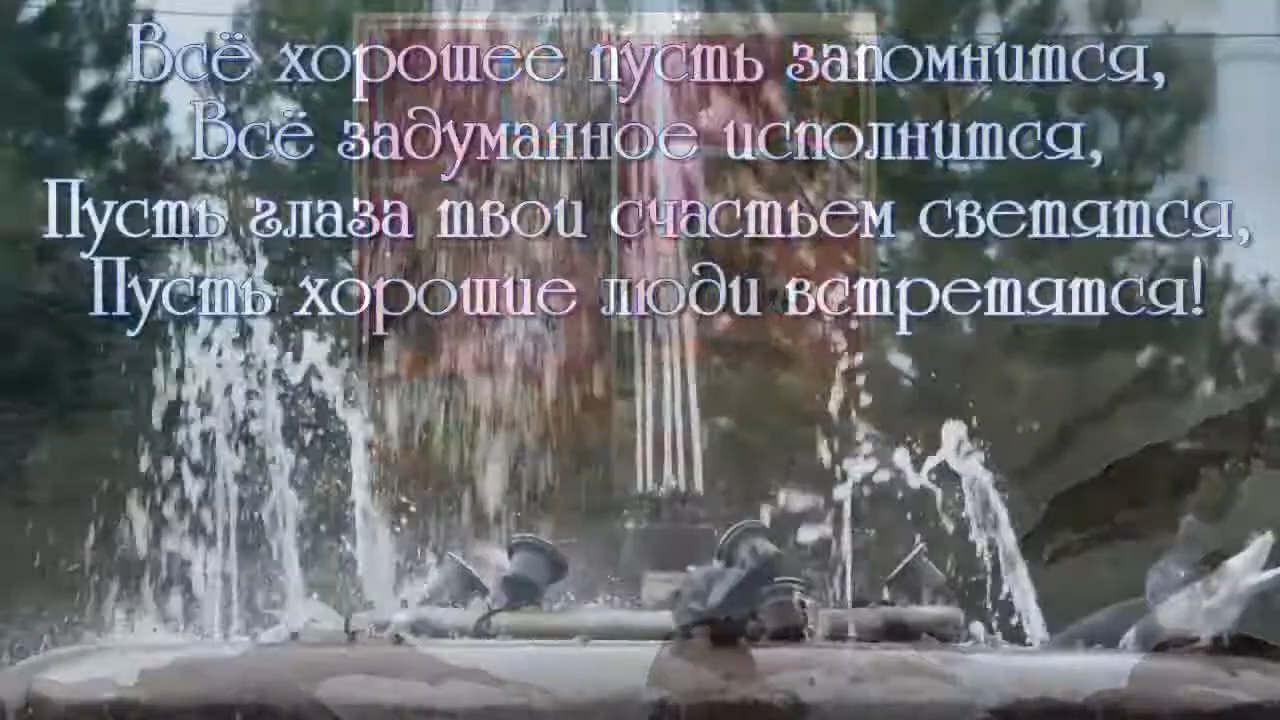 Всё хорошее пусть запомнится,
Всё задуманное исполнится,
Пусть глаза твои счастьем светятся,
Пусть хорошие люди встретятся!